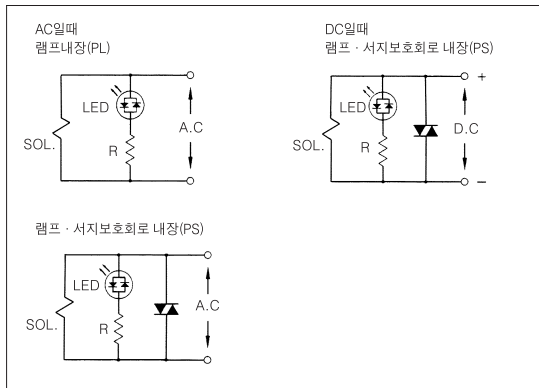 AC일때
램프내장(PL)
LED
SOL.
R
A.C
DC일때
램프 · 서지보호회로 내장(PS)
LED
SOL.
R
D.C
+
−
램프 · 서지보호회로 내장(PS)
LED
SOL.
R
A.C